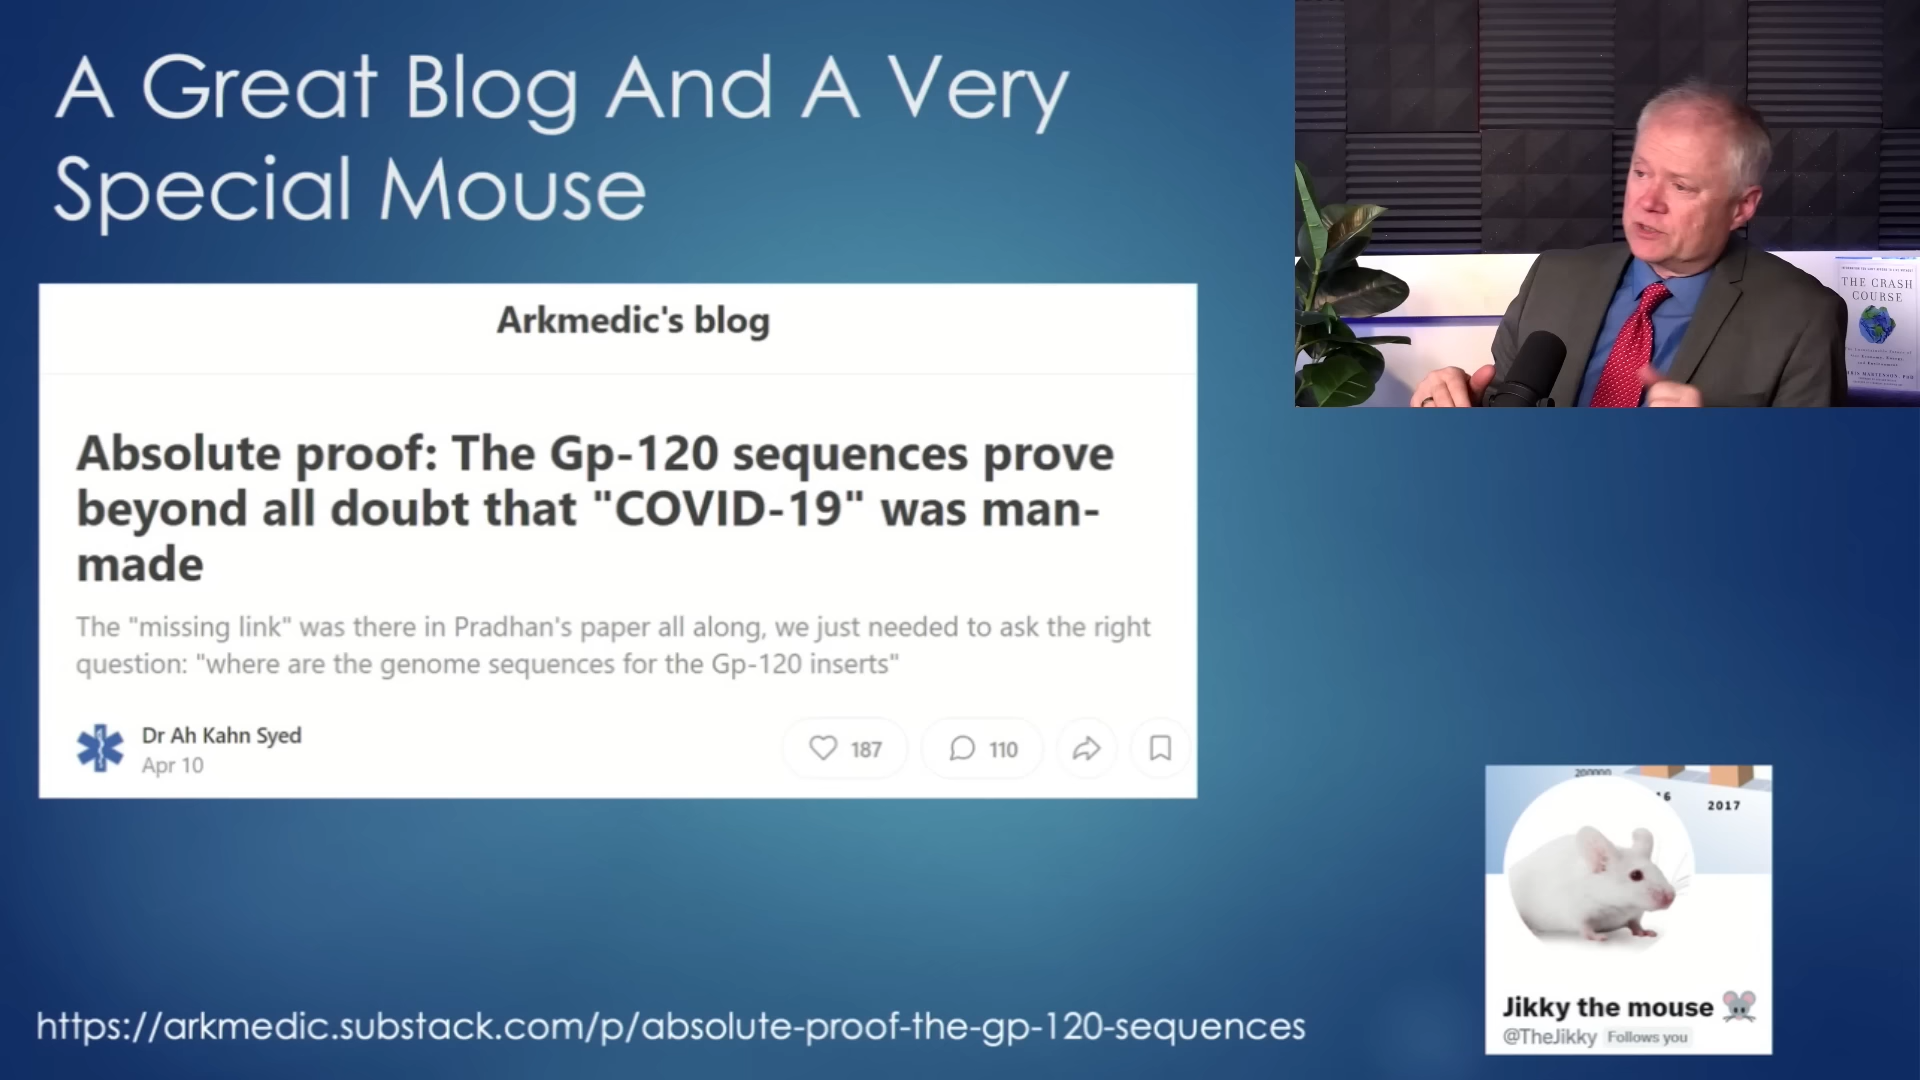 A Great Blog And A Very
Special Mouse
Arkmedic's blog
Absolute proof: The Gp-120 sequences prove
beyond all doubt that "COVID-19" was man-
made
The "missing link" was there in Pradhan's paper all along, we just needed to ask the right
question: "where are the genome sequences for the Gp-120 inserts"
Dr Ah Kahn Syed
Apr 10
187
110
https://arkmedic.substack.com/p/absolute-proof-the-gp-120-sequences
THE CRASH
COURSE
200000
16
2017
Jikky the mouse
@TheJikky Follows you